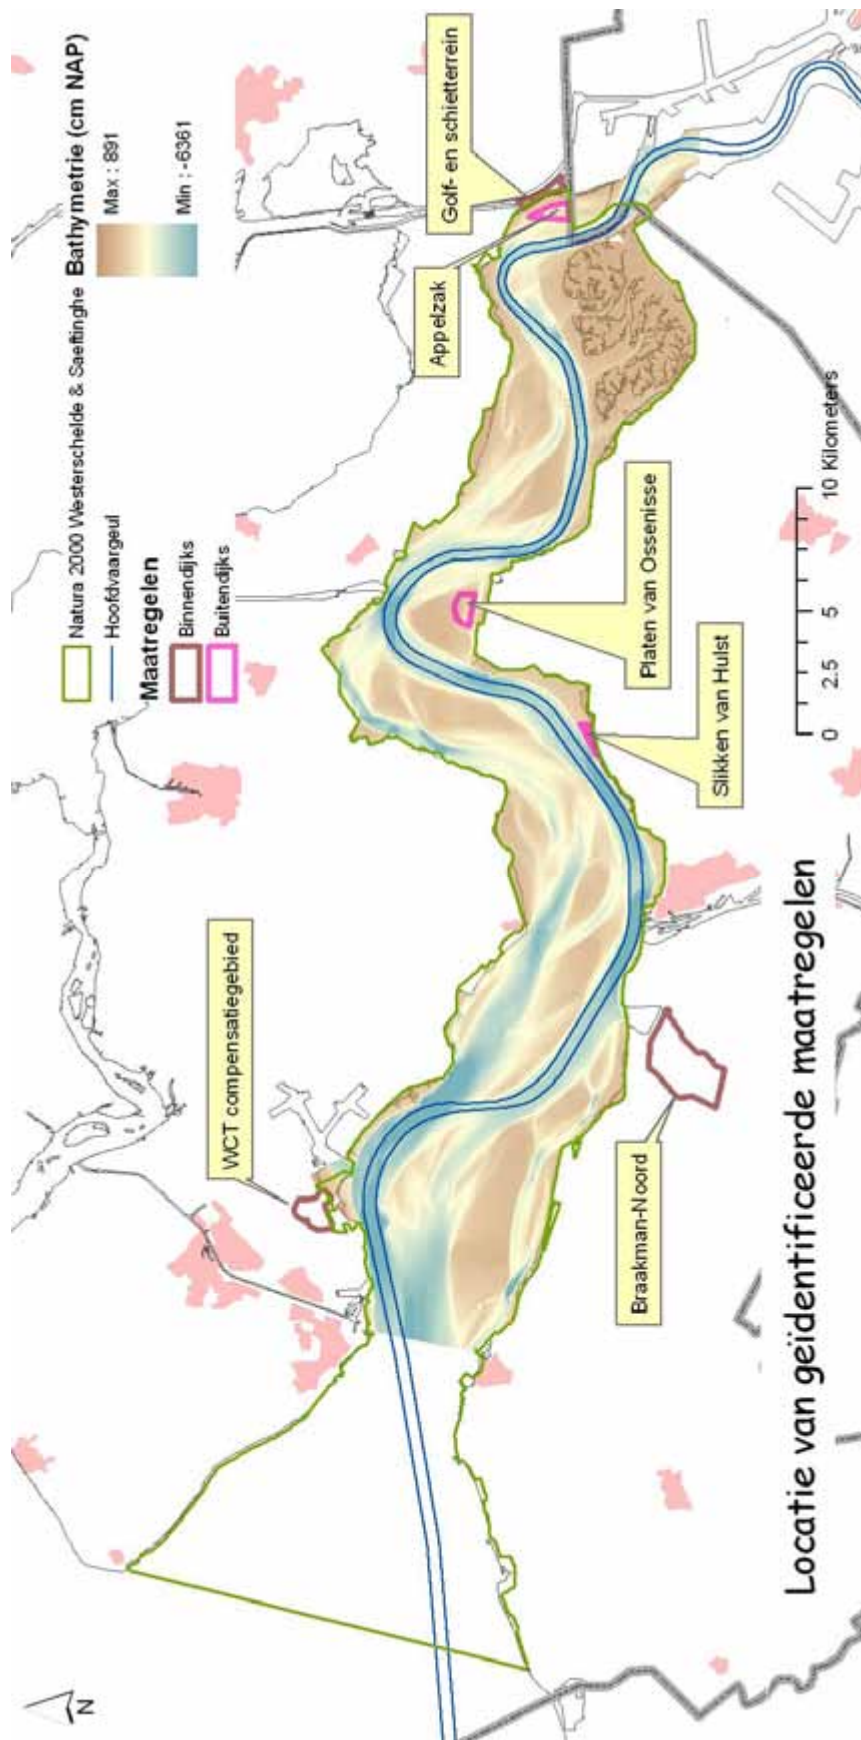 Natura 2000 Westerschelde & Saeftinghe
Hoofdvaargeul
Maatregelen
Binnendijks
Buitendijks
Bathymetrie (cm NAP)
Max : 891
Min : -6361
WCT compensatiegebied
Appelzak
Golf- en schietterrein
Braakman-Noord
Slikken van Hulst
Platen van Ossenisse
0 2.5 5 10 Kilometers
Locatie van geïdentificeerde maatregelen
N